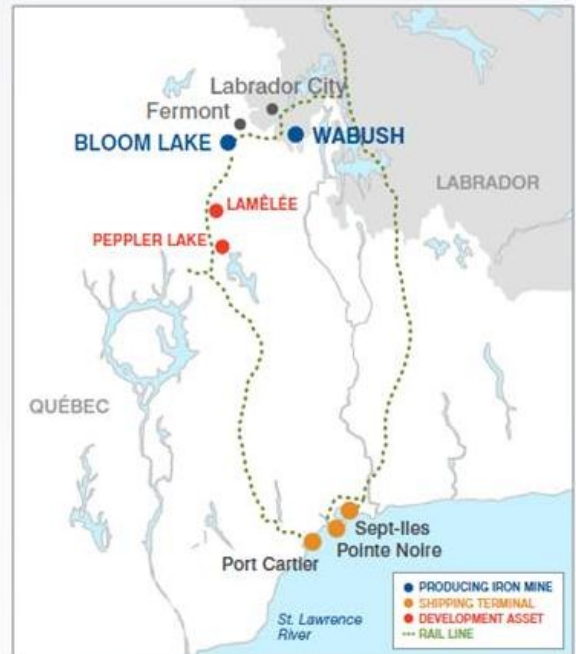 Labrador City
Fermont
BLOOM LAKE
WABUSH
LABRADOR
LAMÊLÉE
PEPPLER LAKE
QUÉBEC
Sept-Iles
Pointe Noire
Port Cartier
St. Lawrence
River
PRODUCING IRON MINE
SHIPPING TERMINAL
DEVELOPMENT ASSET
RAIL LINE